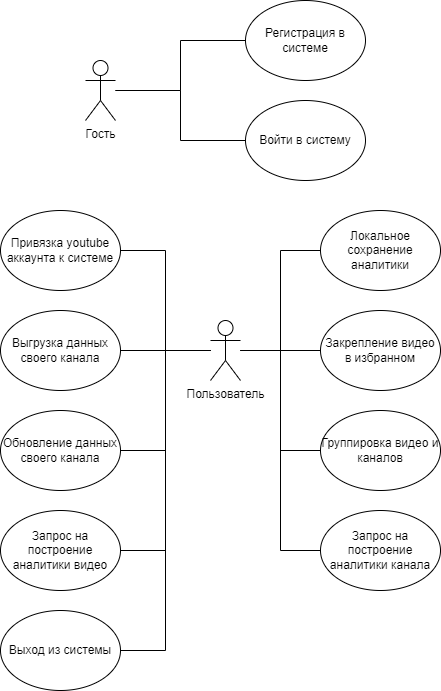 Регистрация в
системе
Гость
Войти в систему
Привязка youtube
аккаунта к системе
Локальное
сохранение
аналитики
Выгрузка данных
своего канала
Закрепление видео
в избранном
Пользователь
Обновление данных
своего канала
Группировка видео и
каналов
Запрос на
построение
аналитики видео
Запрос на
построение
аналитики канала
Выход из системы